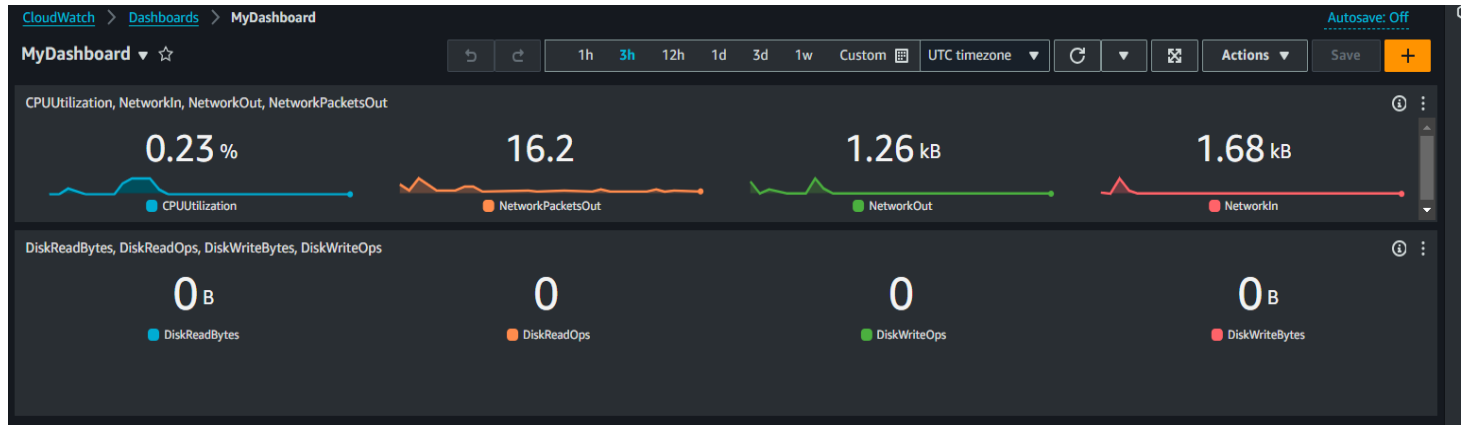 CloudWatch > Dashboards > MyDashboard
Autosave: Off
MyDashboard
1h 3h 12h 1d 3d 1w Custom UTC timezone Actions Save +
CPUUtilization, NetworkIn, NetworkOut, NetworkPacketsOut
0.23 % 16.2 1.26 kB 1.68 kB
CPUUtilization NetworkPacketsOut NetworkOut NetworkIn
DiskReadBytes, DiskReadOps, DiskWriteBytes, DiskWriteOps
0 B 0 0 0 B
DiskReadBytes DiskReadOps DiskWriteOps DiskWriteBytes